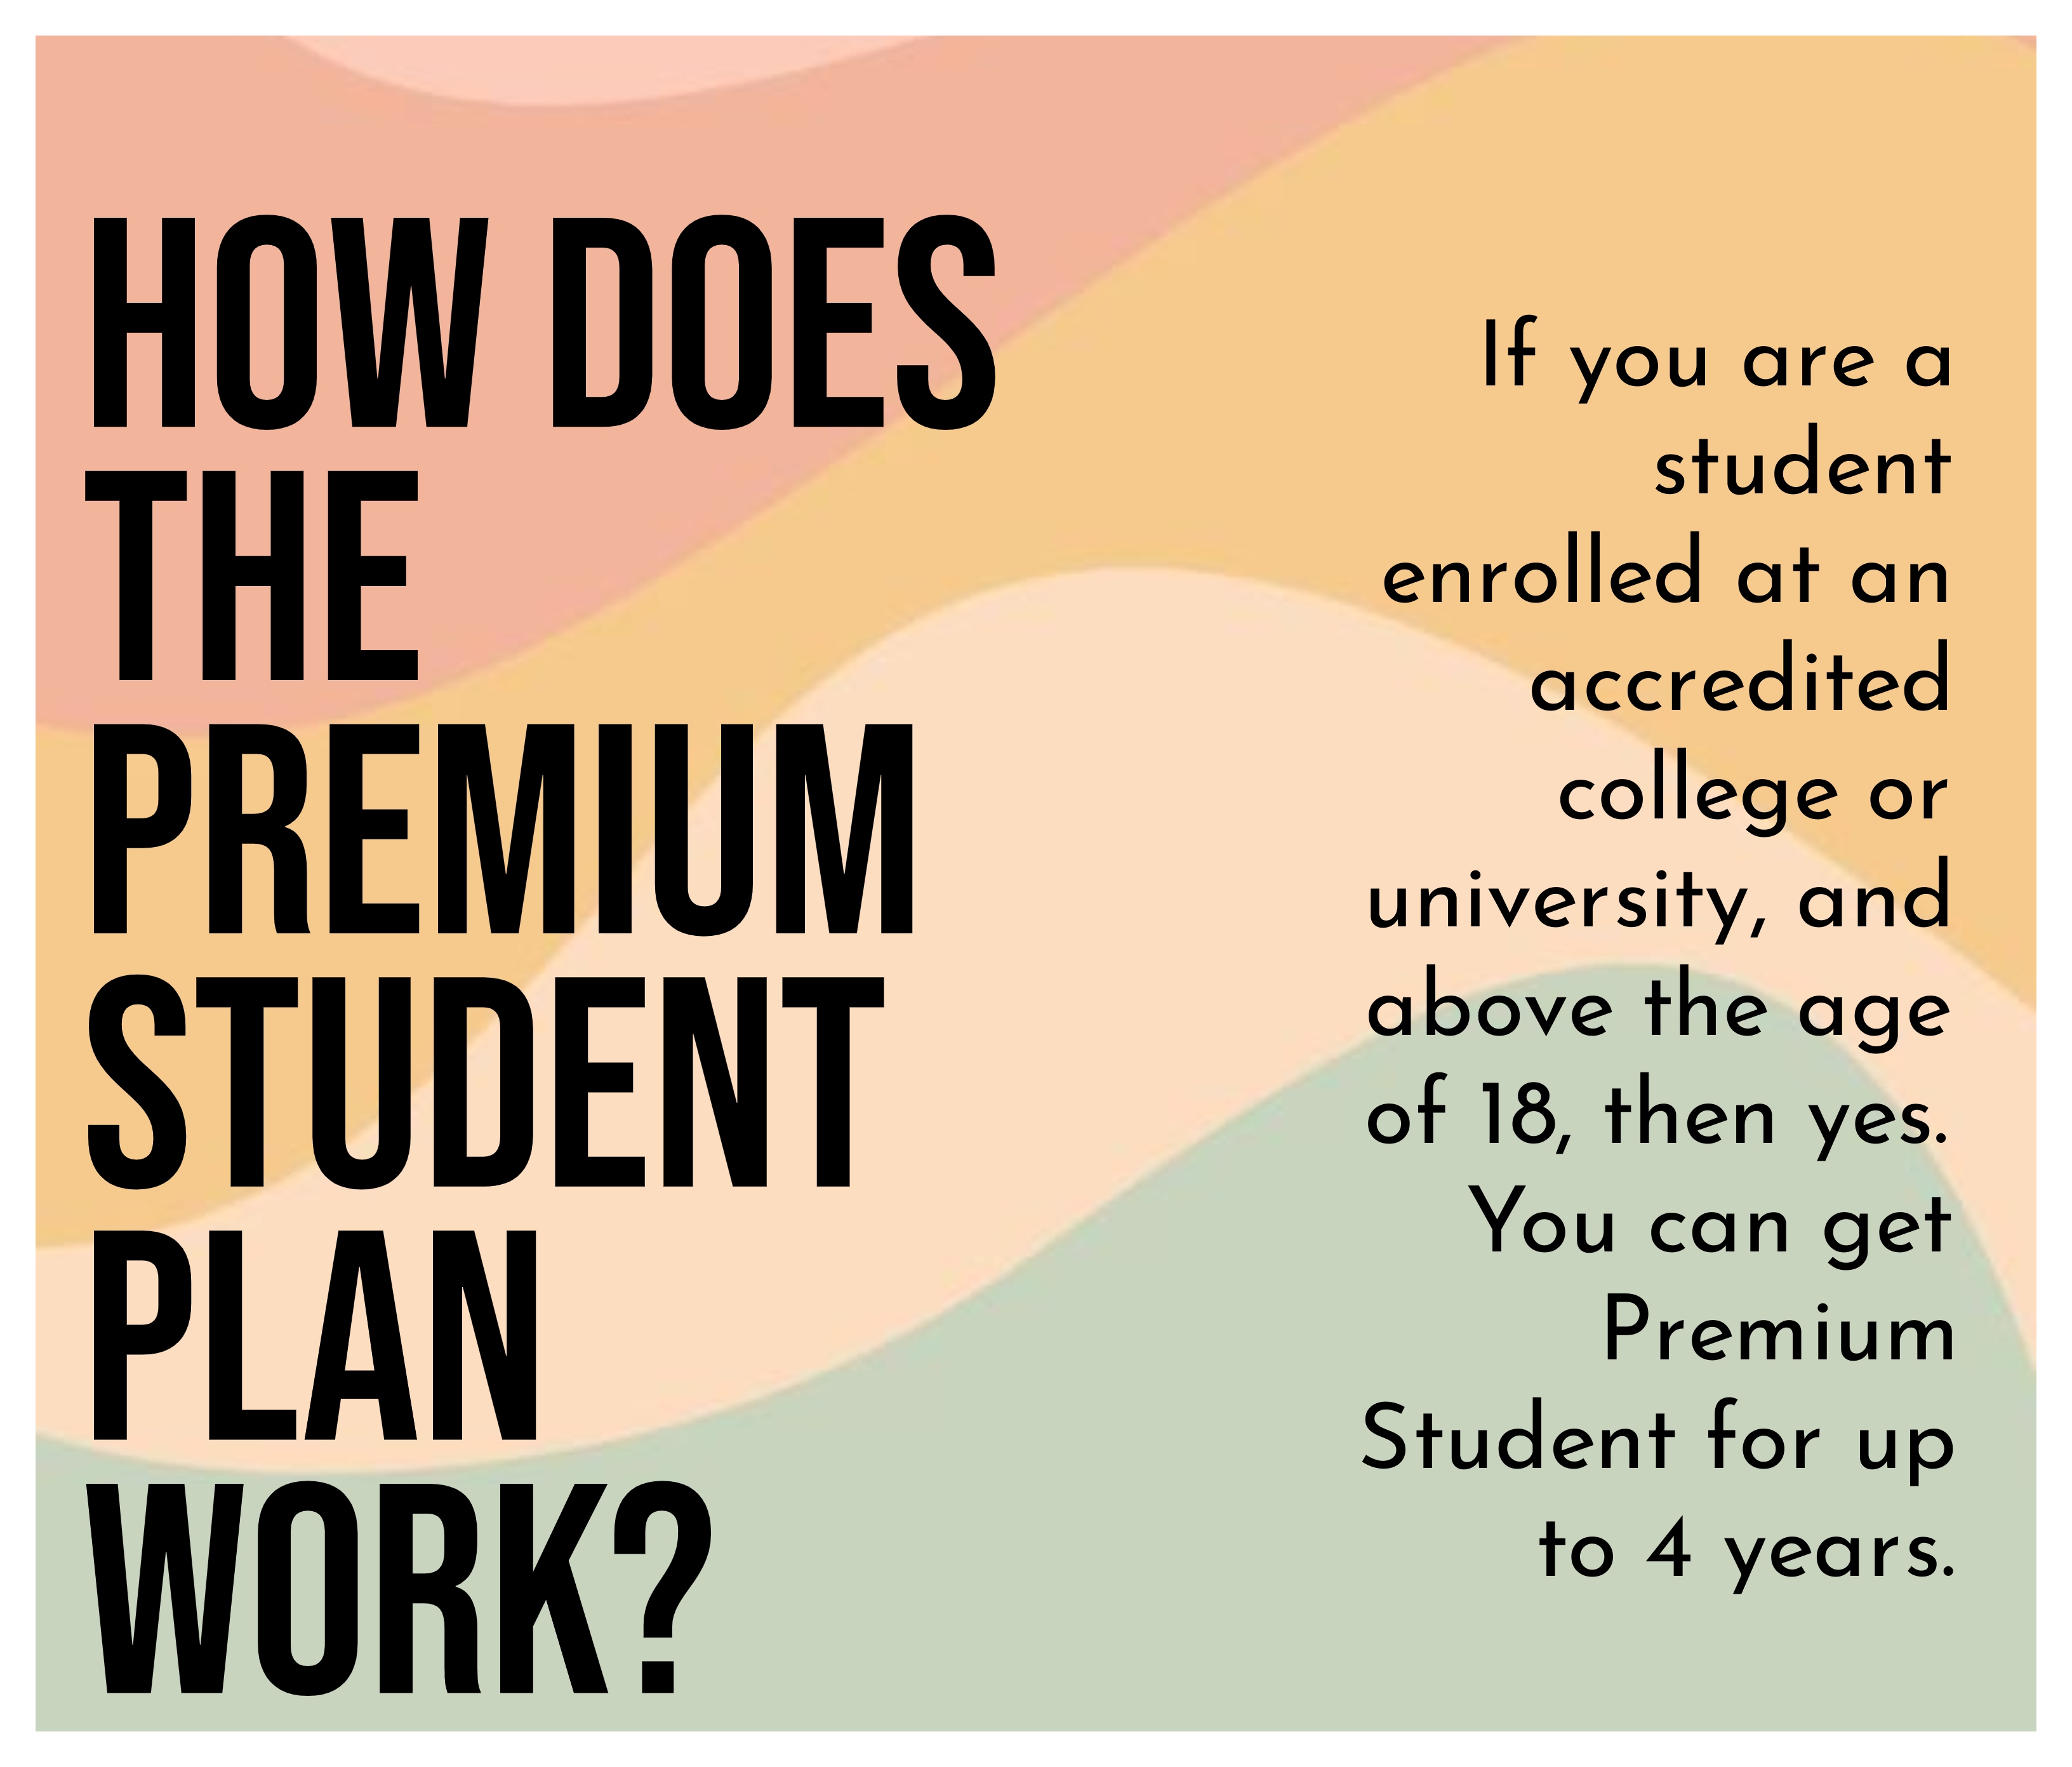 HOW DOES
THE
PREMIUM
STUDENT
PLAN
WORK?
If you are a
student
enrolled at an
accredited
college or
university, and
above the age
of 18, then yes.
You can get
Premium
Student for up
to 4 years.